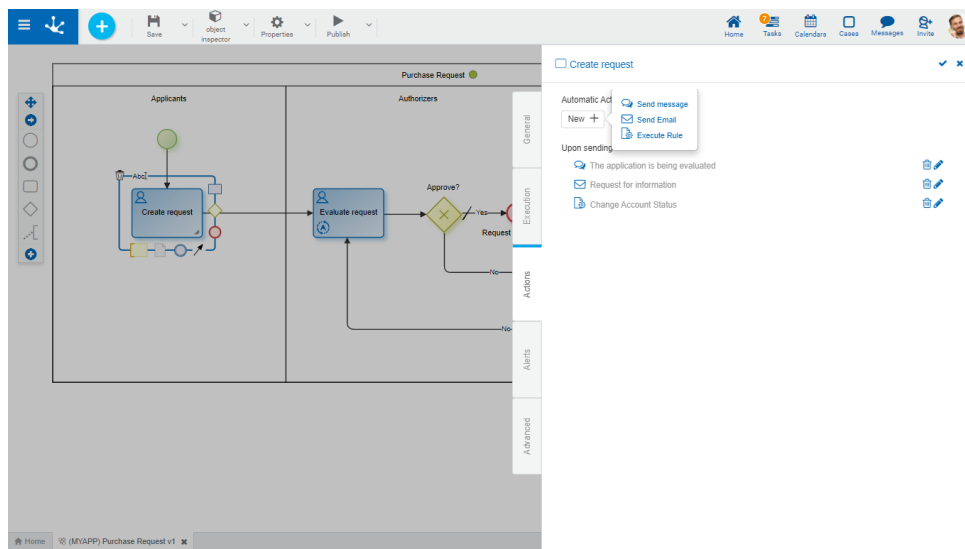 Save
object
inspector
Properties
Publish
Home
?
Tasks
Calendars
Cases
Messages
Invite
Purchase Request
Applicants
Authorizers
Abc
Create request
Evaluate request
Approve?
Yes
Request
No
No
General
Execution
Actions
Alerts
Advanced
Create request
Automatic Act
New +
Send message
Send Email
Execute Rule
Upon sending
The application is being evaluated
Request for information
Change Account Status
Home
(MYAPP) Purchase Request v1